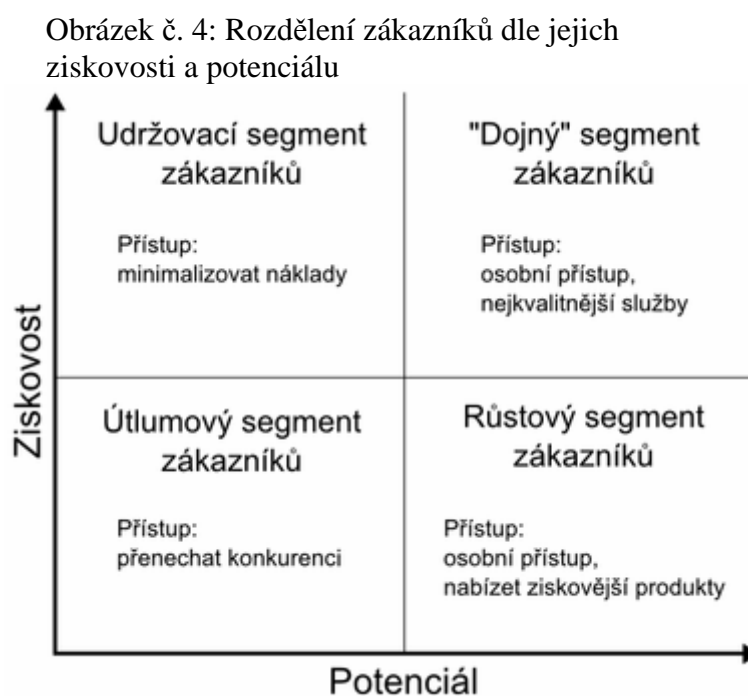 Obrázek č. 4: Rozdělení zákazníků dle jejich
ziskovosti a potenciálu
Udržovací segment
zákazníků
Přístup:
minimalizovat náklady
"Dojný" segment
zákazníků
Přístup:
osobní přístup,
nejkvalitnější služby
Ziskovost
Útlumový segment
zákazníků
Přístup:
přenechat konkurenci
Růstový segment
zákazníků
Přístup:
osobní přístup,
nabízet ziskovější produkty
Potenciál